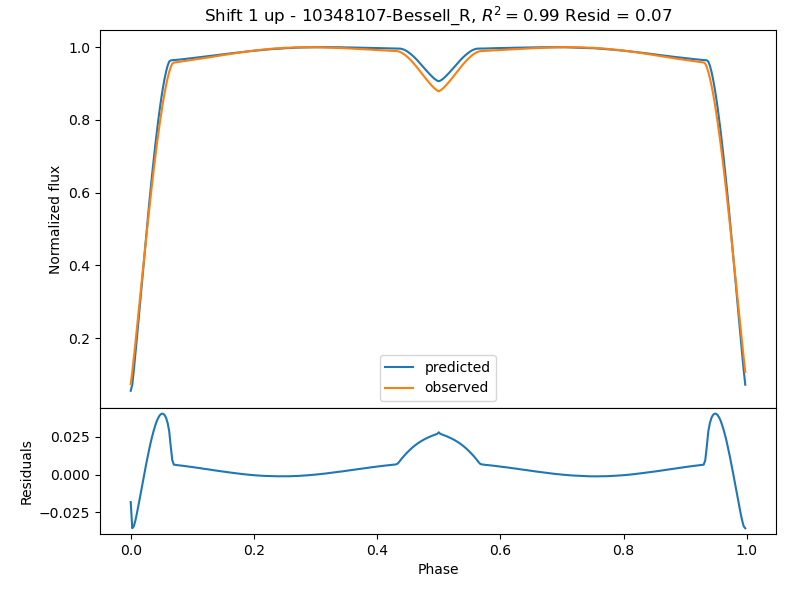 Shift 1 up - 10348107-Bessell_R, R² = 0.99 Resid = 0.07
Normalized flux
1.0
0.8
0.6
0.4
0.2
predicted
observed
Residuals
0.025
0.000
−0.025
0.0 0.2 0.4 0.6 0.8 1.0
Phase